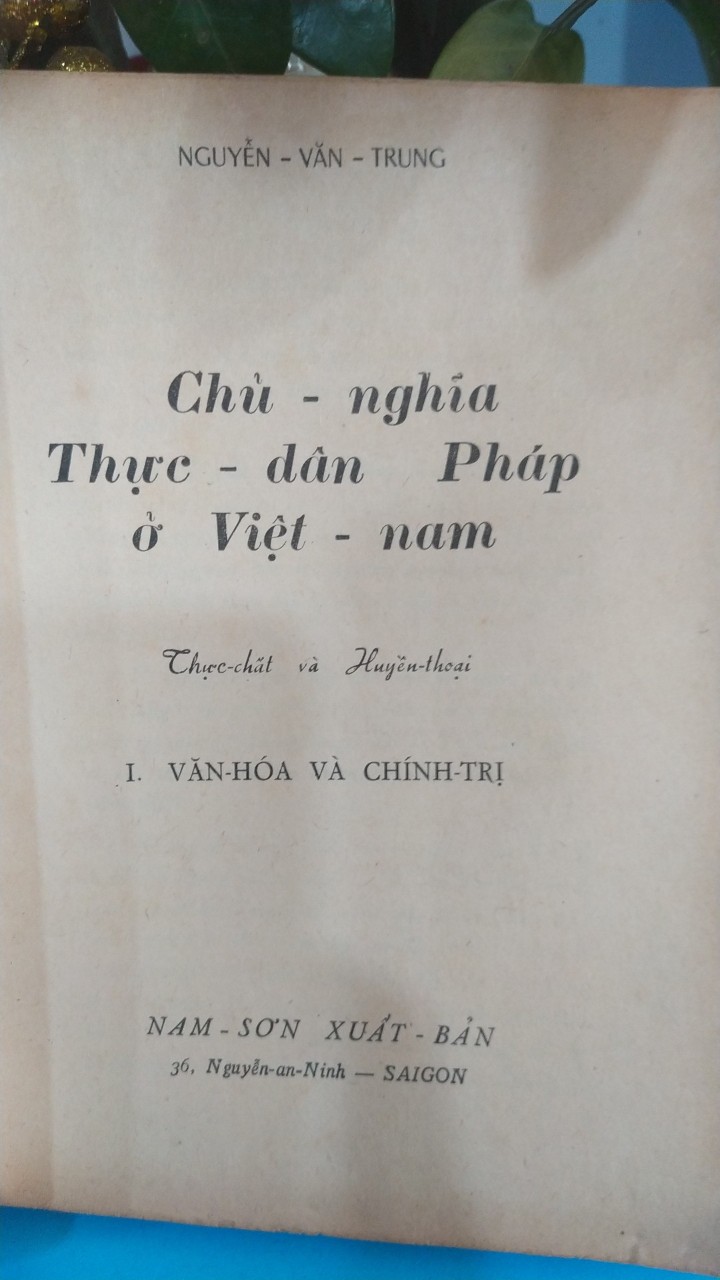 NGUYỄN - VĂN - TRUNG
Chủ - nghĩa
Thực - dân Pháp
ở Việt - nam
Thực-chất và Huyền-thoại
I. VĂN-HÓA VÀ CHÍNH-TRỊ
NAM - SƠN XUẤT - BẢN
36, Nguyễn-an-Ninh — SAIGON